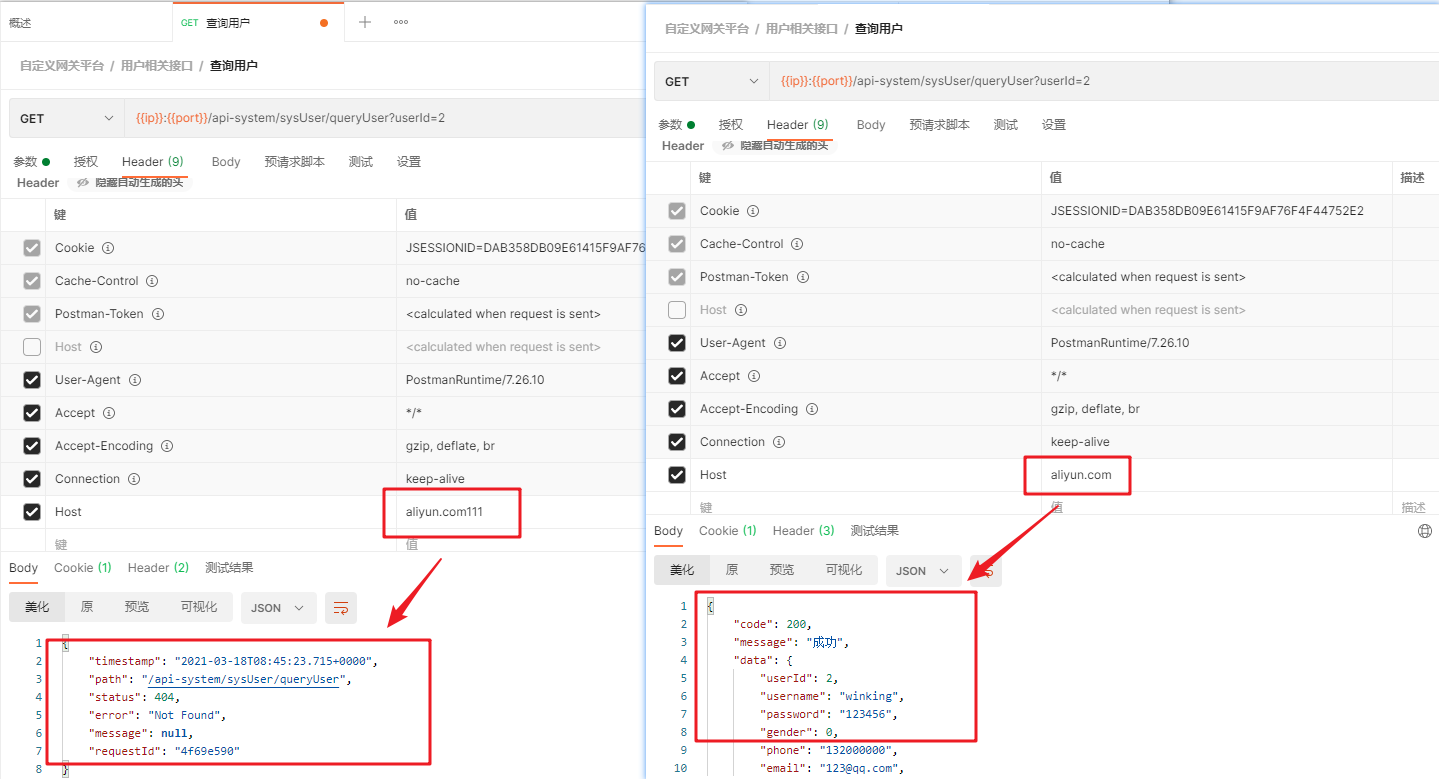 概述
GET 查询用户
自定义网关平台 / 用户相关接口 / 查询用户
GET
{{ip}}:{{port}}/api-system/sysUser/queryUser?userId=2
参数 授权 Header (9) Body 预请求脚本 测试 设置
Header 隐藏自动生成的头
键 值
Cookie JSESSIONID=DAB358DB09E61415F9AF76
Cache-Control no-cache
Postman-Token <calculated when request is sent>
Host <calculated when request is sent>
User-Agent PostmanRuntime/7.26.10
Accept */*
Accept-Encoding gzip, deflate, br
Connection keep-alive
Host aliyun.com111
键 值
Body Cookie (1) Header (2) 测试结果
美化 原 预览 可视化 JSON
1 {
2 "timestamp": "2021-03-18T08:45:23.715+0000",
3 "path": "/api-system/sysUser/queryUser",
4 "status": 404,
5 "error": "Not Found",
6 "message": null,
7 "requestId": "4f69e590"
8 }
自定义网关平台 / 用户相关接口 / 查询用户
GET
{{ip}}:{{port}}/api-system/sysUser/queryUser?userId=2
参数 授权 Header (9) Body 预请求脚本 测试 设置
Header 隐藏自动生成的头
键 值 描述
Cookie JSESSIONID=DAB358DB09E61415F9AF76F4F44752E2
Cache-Control no-cache
Postman-Token <calculated when request is sent>
Host <calculated when request is sent>
User-Agent PostmanRuntime/7.26.10
Accept */*
Accept-Encoding gzip, deflate, br
Connection keep-alive
Host aliyun.com
键 值 描述
Body Cookie (1) Header (3) 测试结果
美化 原 预览 可视化 JSON
1 {
2 "code": 200,
3 "message": "成功",
4 "data": {
5 "userId": 2,
6 "username": "winking",
7 "password": "123456",
8 "gender": 0,
9 "phone": "132000000",
10 "email": "123@qq.com",